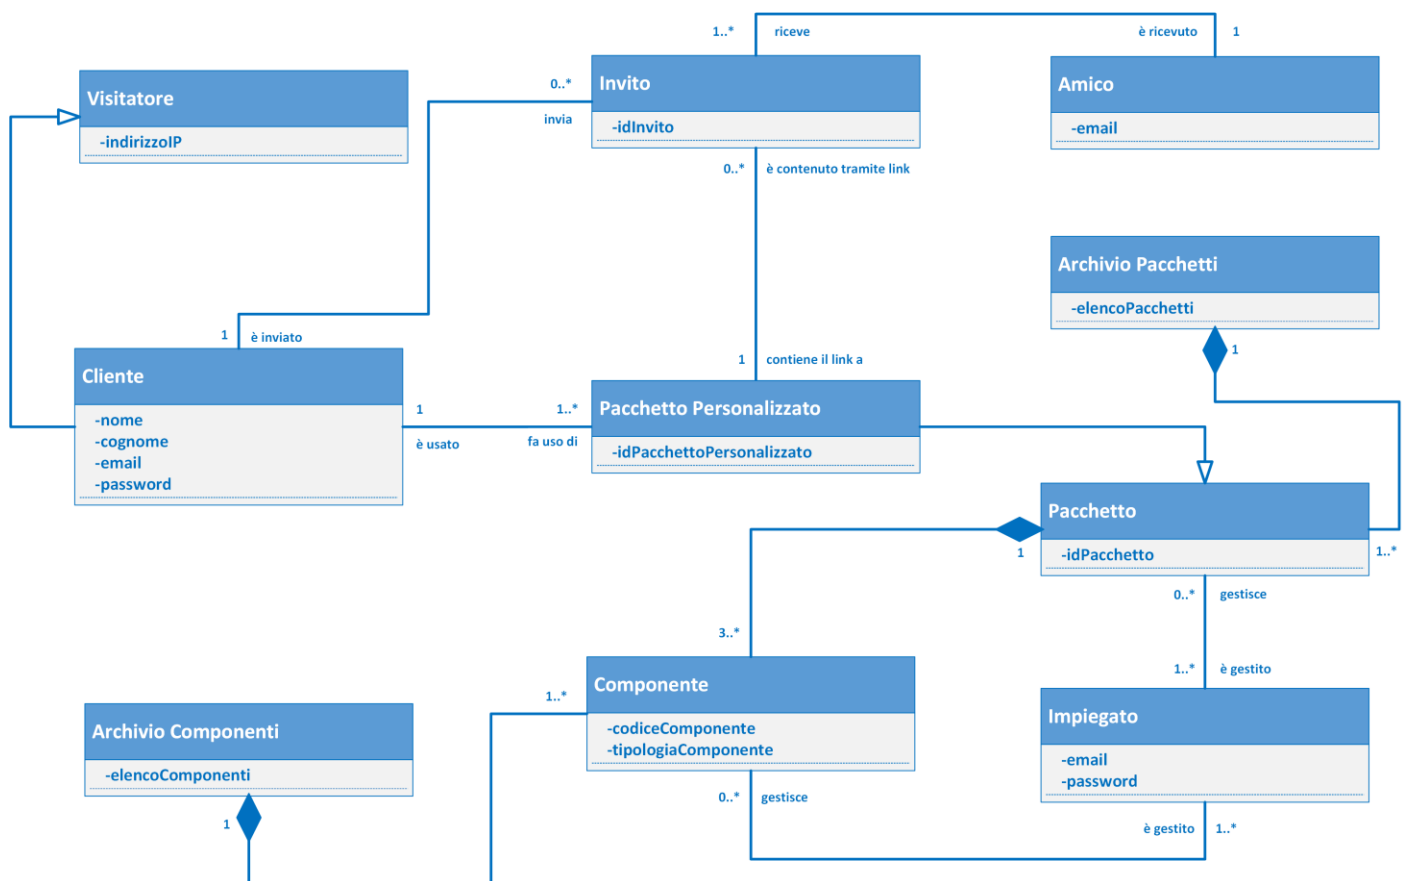 1..* riceve è ricevuto 1
Visitatore
-indirizzoIP
0..*
invia
Invito
-idInvito
Amico
-email
0..* è contenuto tramite link
Archivio Pacchetti
-elencoPacchetti
1
1 è inviato
1 contiene il link a
Cliente
-nome
-cognome
-email
-password
1
è usato
1..*
fa uso di
Pacchetto Personalizzato
-idPacchettoPersonalizzato
Pacchetto
-idPacchetto
1
1..*
0..* gestisce
3..*
1..* è gestito
Componente
-codiceComponente
-tipologiaComponente
1..*
Impiegato
-email
-password
Archivio Componenti
-elencoComponenti
1
0..* gestisce
è gestito 1..*